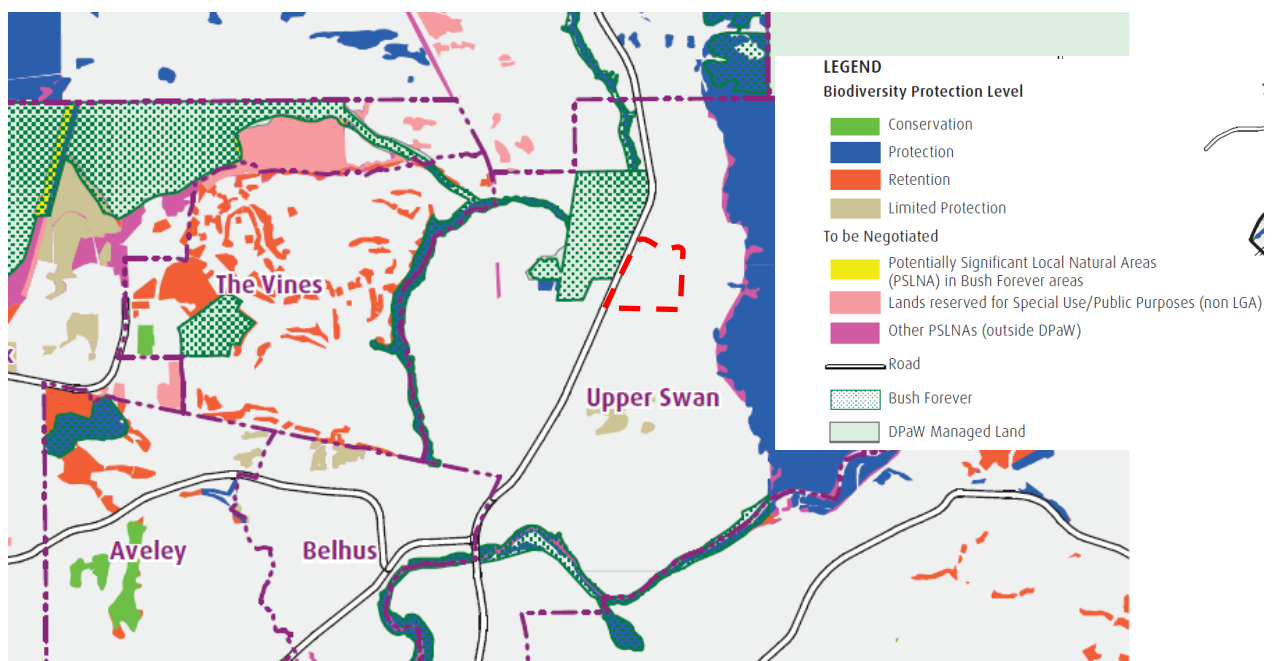 LEGEND
Biodiversity Protection Level
Conservation
Protection
Retention
Limited Protection
To be Negotiated
Potentially Significant Local Natural Areas
(PSLNA) in Bush Forever areas
Lands reserved for Special Use/Public Purposes (non LGA)
Other PSLNAs (outside DPaW)
Road
Bush Forever
DPaW Managed Land
The Vines
k
Upper Swan
Aveley
Belhus